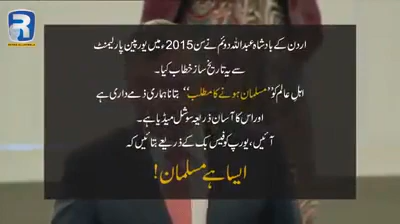 اردن کے بادشاہ عبداللہ دوئم نے سن 2015ء میں یورپین پارلیمنٹ
سے یہ تاریخ ساز خطاب کیا۔
اہلِ عالم کو ”مسلمان ہونے کا مطلب“ بتانا ہماری ذمے داری ہے
اور اس کا آسان ذریعہ سوشل میڈیا ہے۔
آئیں، یورپ کو فیس بک کے ذریعے بتائیں کہ
ایسا ہے مسلمان!